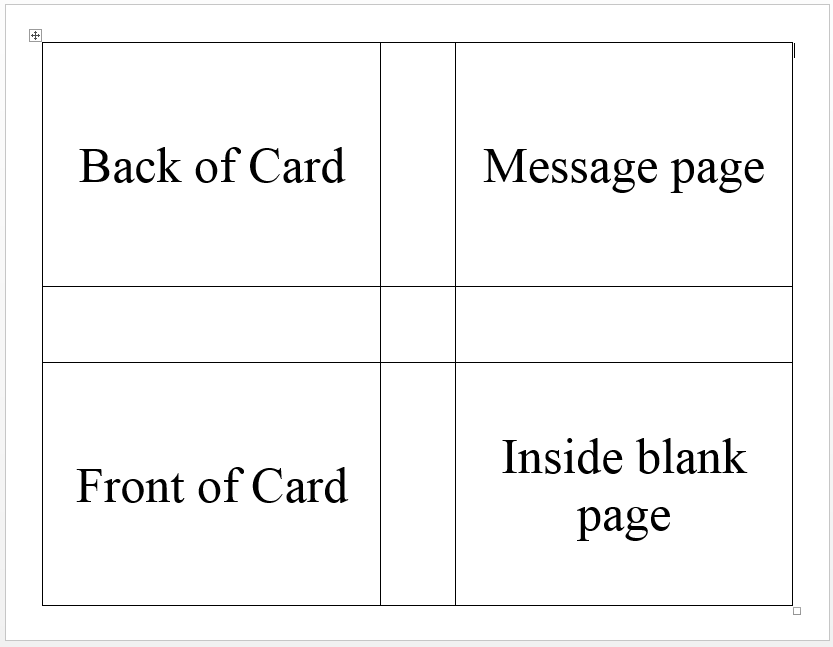 Back of Card
Message page
Front of Card
Inside blank
page